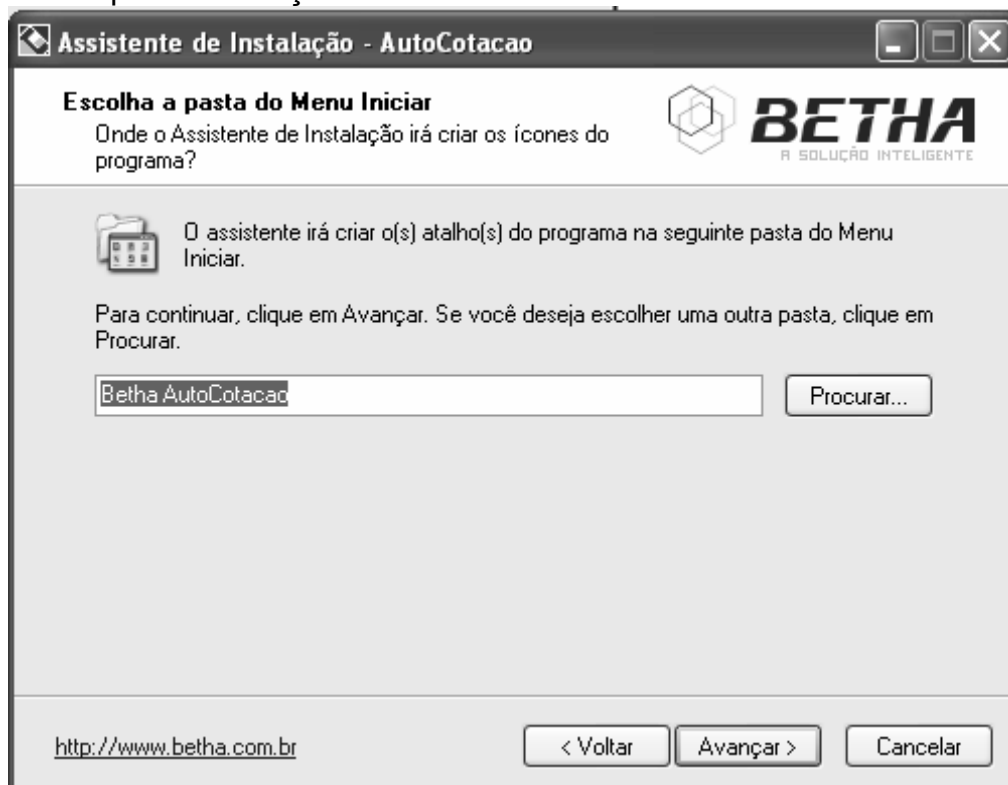 Assistente de Instalação - AutoCotacao
Escolha a pasta do Menu Iniciar
Onde o Assistente de Instalação irá criar os ícones do
programa?
BETHA
A SOLUÇÃO INTELIGENTE
O assistente irá criar o(s) atalho(s) do programa na seguinte pasta do Menu
Iniciar.
Para continuar, clique em Avançar. Se você deseja escolher uma outra pasta, clique em
Procurar.
Betha AutoCotacao
Procurar...
http://www.betha.com.br
< Voltar
Avançar >
Cancelar